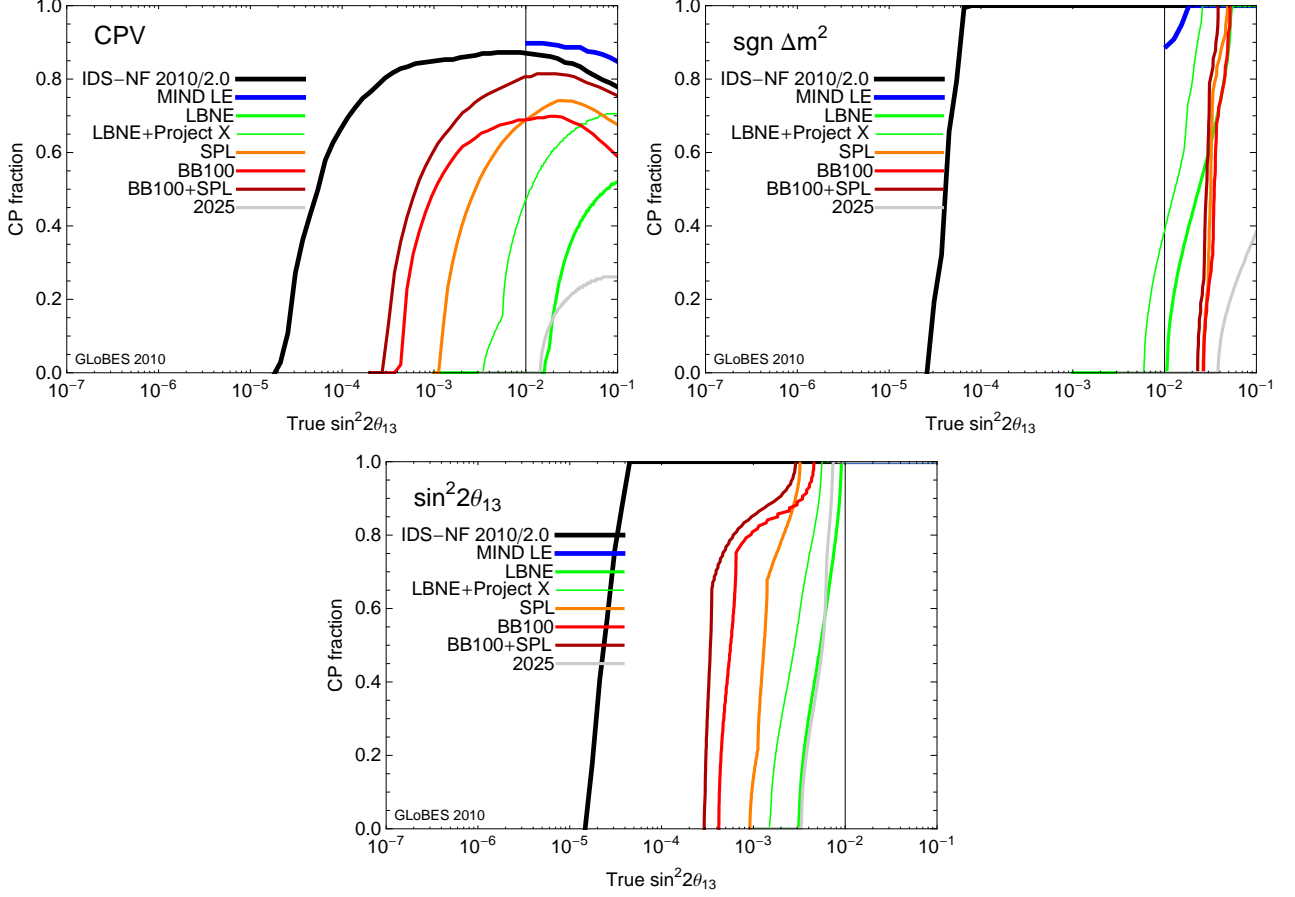 CPV
IDS−NF 2010/2.0
MIND LE
LBNE
LBNE+Project X
SPL
BB100
BB100+SPL
2025
GLoBES 2010
CP fraction
0.0
0.2
0.4
0.6
0.8
1.0
10⁻⁷ 10⁻⁶ 10⁻⁵ 10⁻⁴ 10⁻³ 10⁻² 10⁻¹
True sin²2θ₁₃
sgn Δm²
IDS−NF 2010/2.0
MIND LE
LBNE
LBNE+Project X
SPL
BB100
BB100+SPL
2025
GLoBES 2010
CP fraction
0.0
0.2
0.4
0.6
0.8
1.0
10⁻⁷ 10⁻⁶ 10⁻⁵ 10⁻⁴ 10⁻³ 10⁻² 10⁻¹
True sin²2θ₁₃
sin²2θ₁₃
IDS−NF 2010/2.0
MIND LE
LBNE
LBNE+Project X
SPL
BB100
BB100+SPL
2025
GLoBES 2010
CP fraction
0.0
0.2
0.4
0.6
0.8
1.0
10⁻⁷ 10⁻⁶ 10⁻⁵ 10⁻⁴ 10⁻³ 10⁻² 10⁻¹
True sin²2θ₁₃